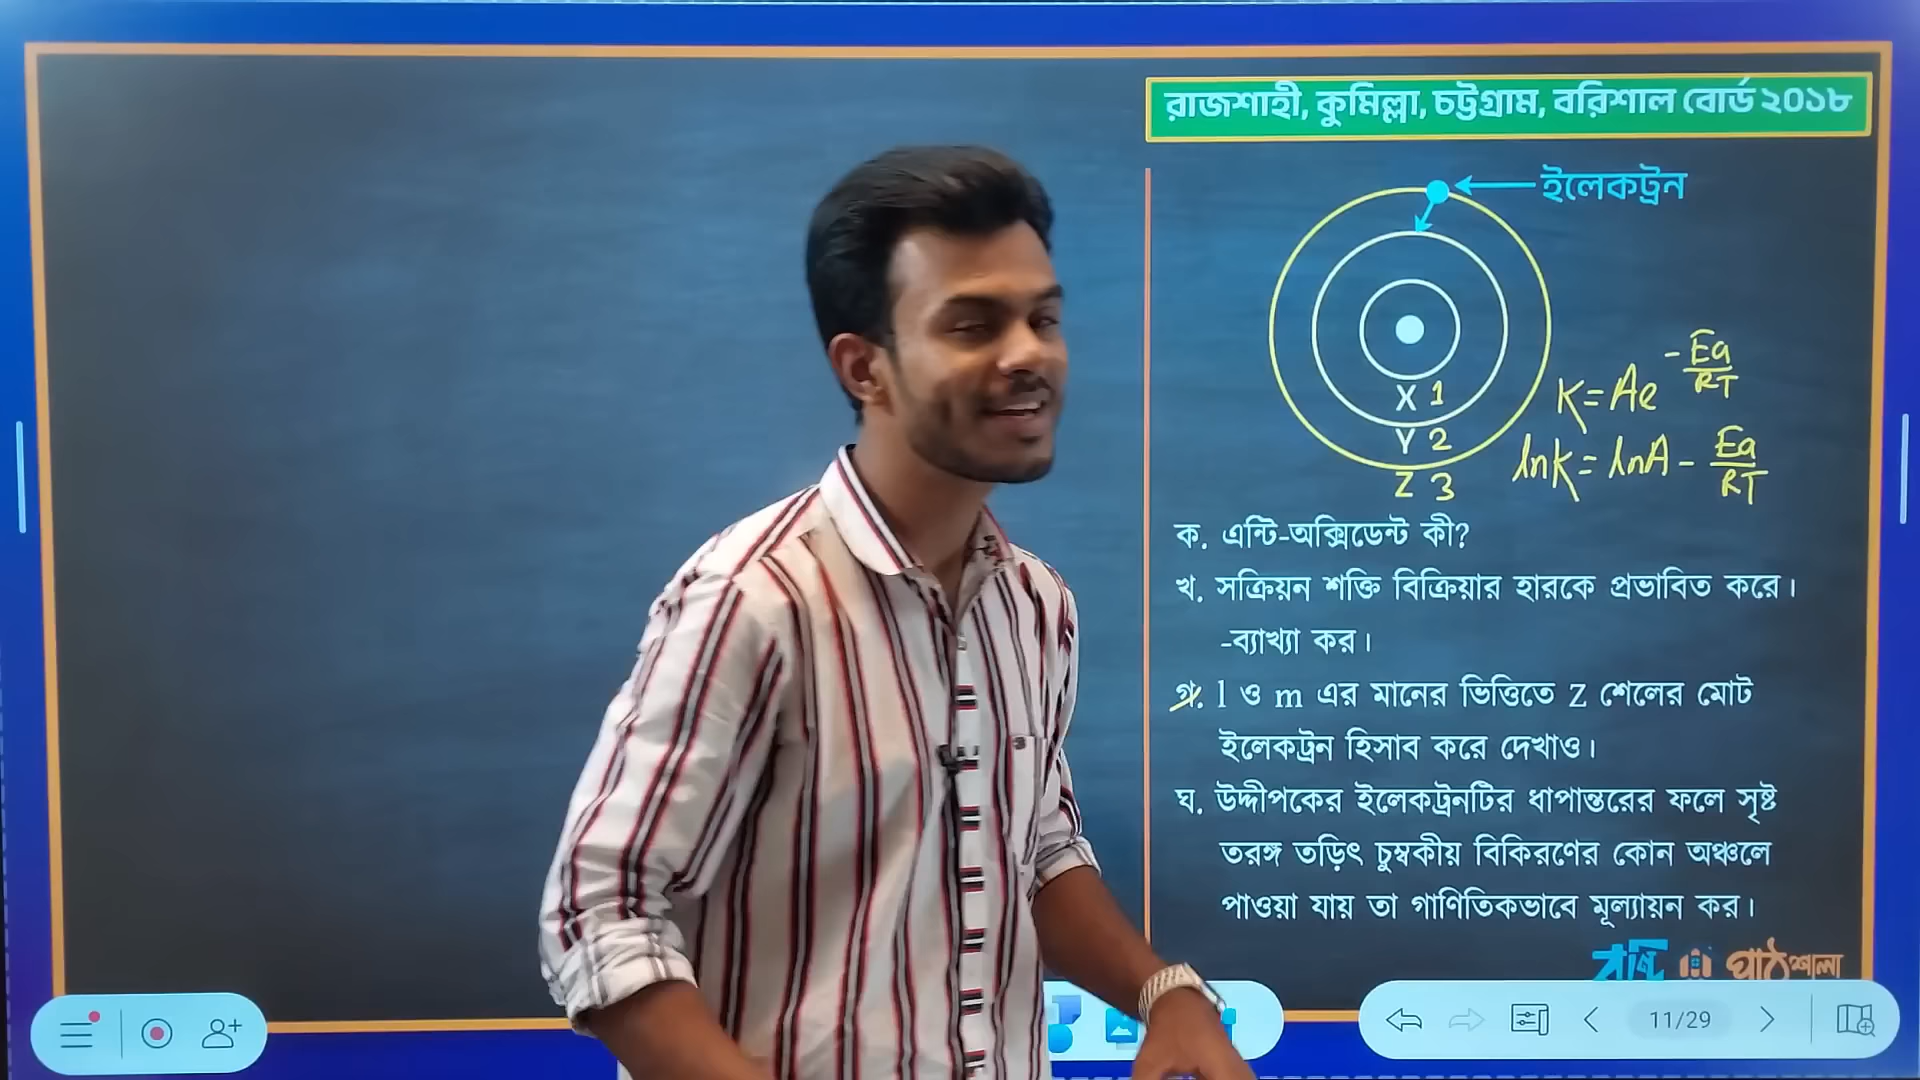 রাজশাহী, কুমিল্লা, চট্টগ্রাম, বরিশাল বোর্ড ২০১৮
ইলেকট্রন
X 1
Y 2
Z 3
K = Ae^{-Ea/RT}
lnK = lnA - Ea/RT
ক. এন্টি-অক্সিডেন্ট কী?
খ. সক্রিয়ন শক্তি বিক্রিয়ার হারকে প্রভাবিত করে।
-ব্যাখ্যা কর।
গ. l ও m এর মানের ভিত্তিতে Z শেলের মোট
ইলেকট্রন হিসাব করে দেখাও।
ঘ. উদ্দীপকের ইলেকট্রনটির ধাপান্তরের ফলে সৃষ্ট
তরঙ্গ তড়িৎ চুম্বকীয় বিকিরণের কোন অঞ্চলে
পাওয়া যায় তা গাণিতিকভাবে মূল্যায়ন কর।
পাঠশালা
11/29